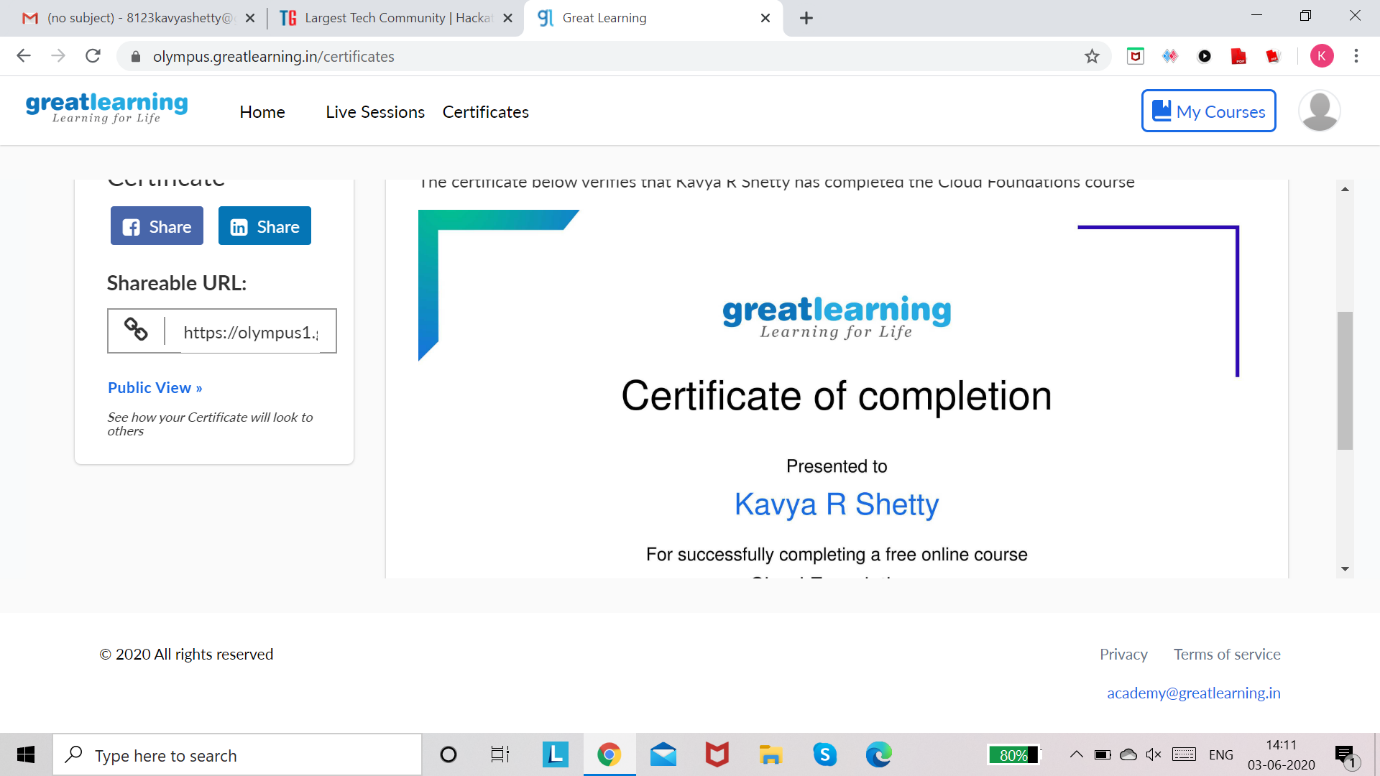 (no subject) - 8123kavyashetty@
Largest Tech Community | Hacka
Great Learning
olympus.greatlearning.in/certificates
K
greatlearning
Learning for Life
Home
Live Sessions
Certificates
My Courses
Certificate
Share
Share
Shareable URL:
https://olympus1.g
Public View »
See how your Certificate will look to
others
The certificate below verifies that Kavya R Shetty has completed the Cloud Foundations course
greatlearning
Learning for Life
Certificate of completion
Presented to
Kavya R Shetty
For successfully completing a free online course
© 2020 All rights reserved
Privacy
Terms of service
academy@greatlearning.in
Type here to search
L
80%
ENG
14:11
03-06-2020
1